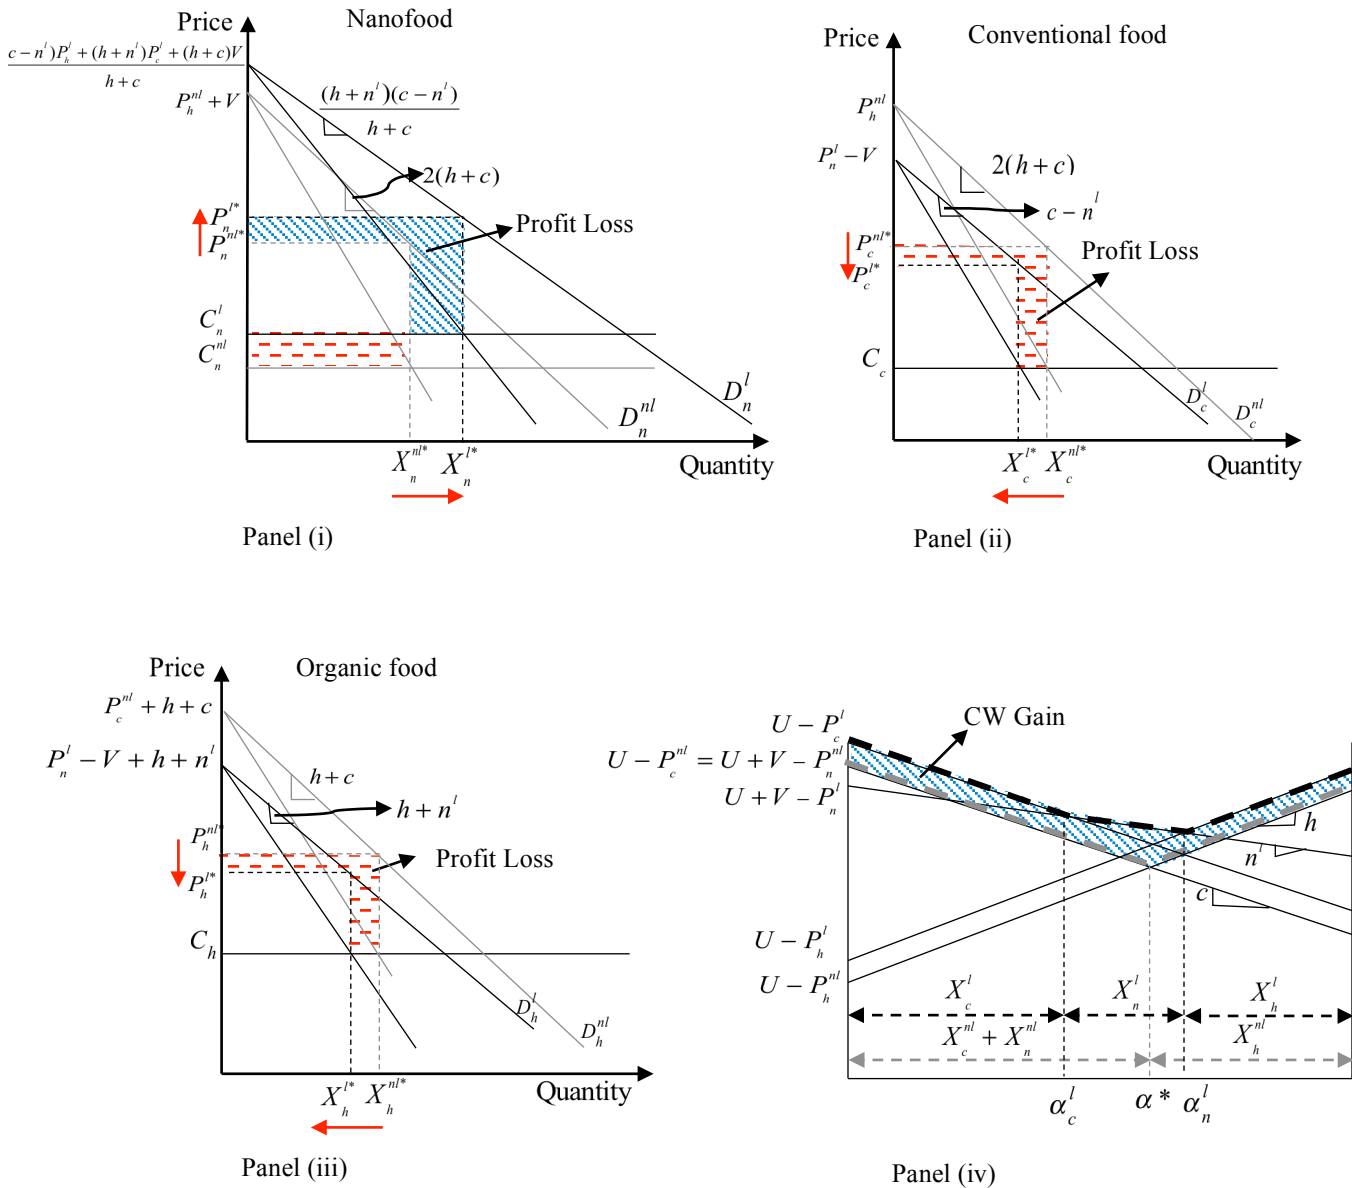 Price
Nanofood
c − n^l)P_h^l + (h + n^l)P_c^l + (h + c)V
h + c
P_h^{nl} + V
(h + n^l)(c − n^l)
h + c
2(h + c)
P_n^{l*}
P_n^{nl*}
Profit Loss
C_n^l
C_n^{nl}
D_n^l
D_n^{nl}
X_n^{nl*} X_n^{l*}
Quantity
Panel (i)
Price
Conventional food
P_h^{nl}
P_n^l − V
2(h + c)
c − n^l
P_c^{nl*}
P_c^{l*}
Profit Loss
C_c
D_c^l
D_c^{nl}
X_c^{l*} X_c^{nl*}
Quantity
Panel (ii)
Price
Organic food
P_c^{nl} + h + c
P_n^l − V + h + n^l
h + c
h + n^l
P_h^{nl*}
P_h^{l*}
Profit Loss
C_h
D_h^l
D_h^{nl}
X_h^{l*} X_h^{nl*}
Quantity
Panel (iii)
CW Gain
U − P_c^l
U − P_c^{nl} = U + V − P_n^{nl}
U + V − P_n^l
h
n^l
c
U − P_h^l
U − P_h^{nl}
X_c^l X_n^l X_h^l
X_c^{nl} + X_n^{nl} X_h^{nl}
α_c^l α* α_n^l
Panel (iv)